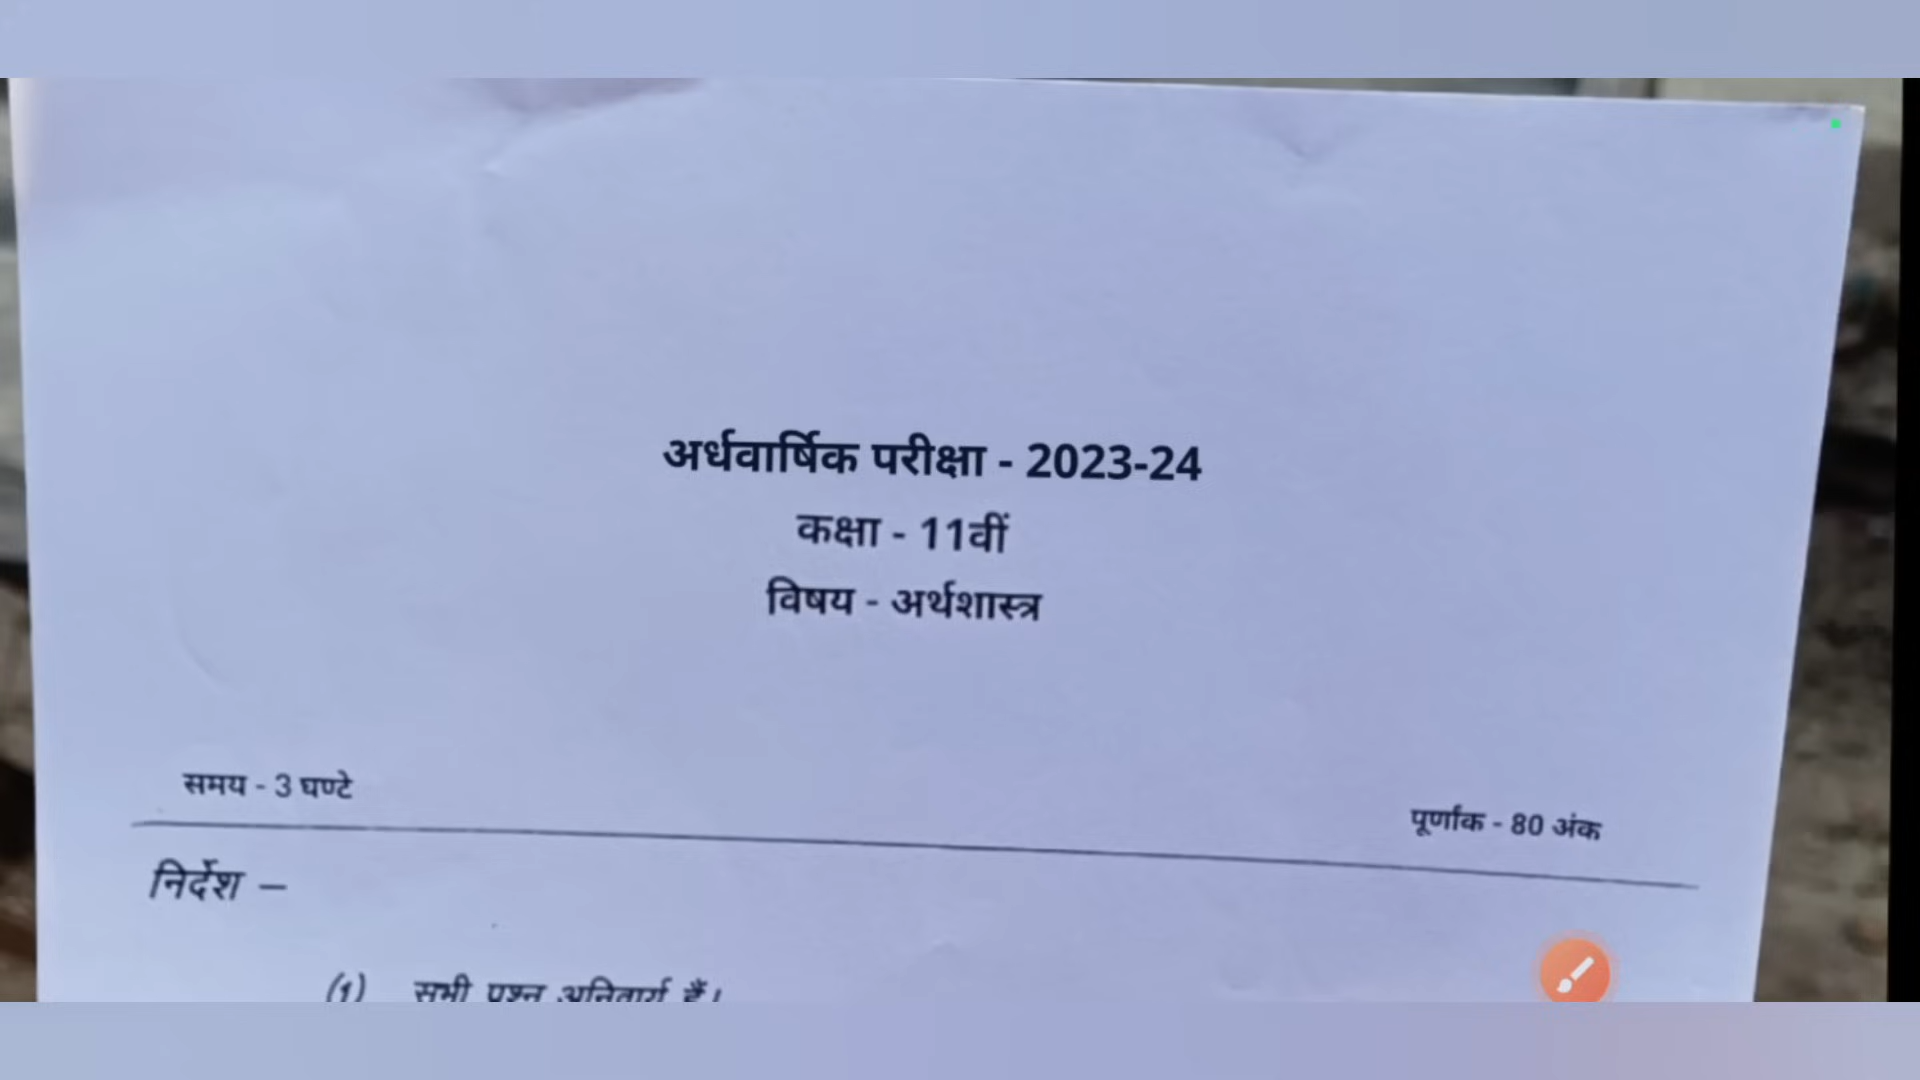 अर्धवार्षिक परीक्षा - 2023-24
कक्षा - 11वीं
विषय - अर्थशास्त्र
समय - 3 घण्टे
पूर्णांक - 80 अंक
निर्देश —
(1) सभी प्रश्न अनिवार्य हैं।